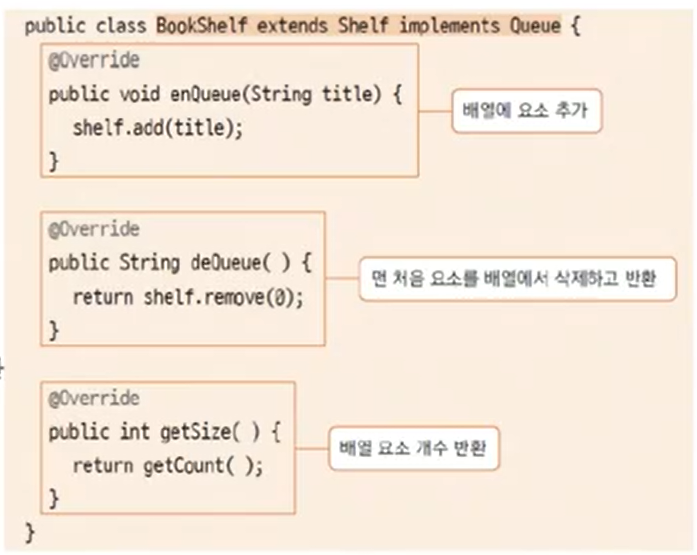 public class BookShelf extends Shelf implements Queue {
@Override
public void enQueue(String title) {
shelf.add(title);
}
배열에 요소 추가
@Override
public String deQueue( ) {
return shelf.remove(0);
}
맨 처음 요소를 배열에서 삭제하고 반환
@Override
public int getSize( ) {
return getCount( );
}
배열 요소 개수 반환
}